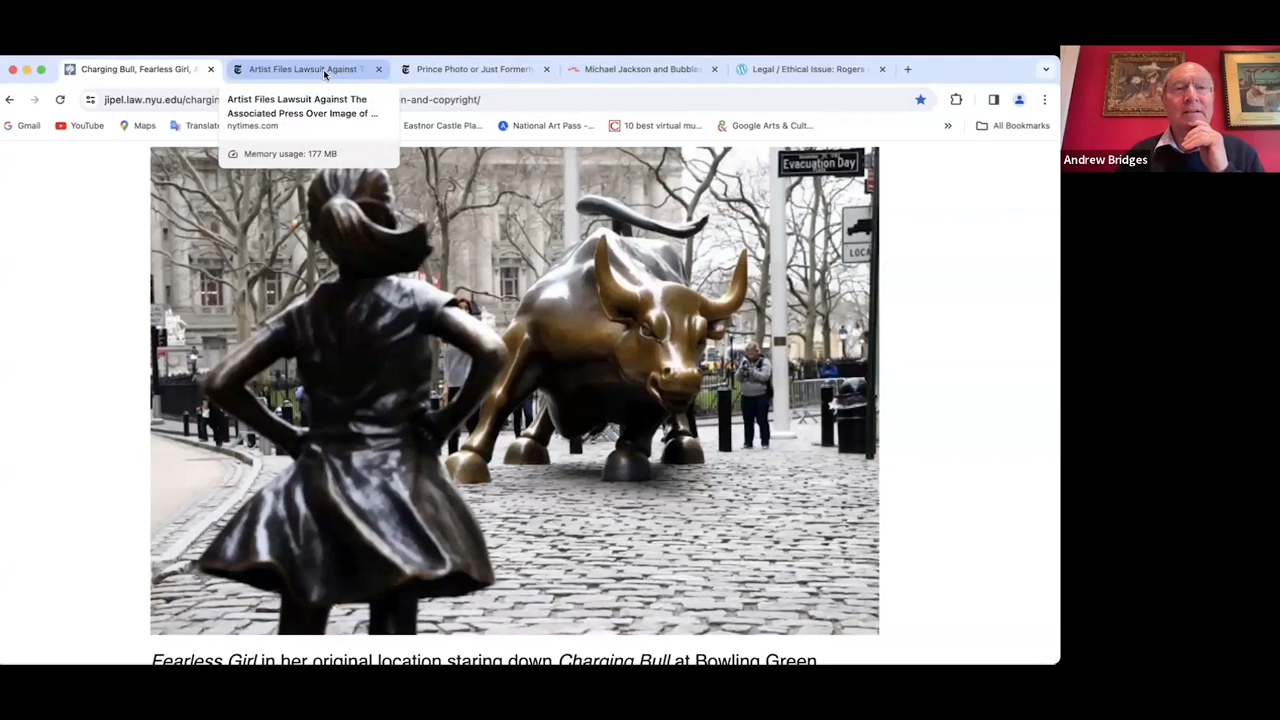 Charging Bull, Fearless Girl, A
Artist Files Lawsuit Against T
Prince Photo or Just Formerl
Michael Jackson and Bubbles
Legal / Ethical Issue: Rogers
jipel.law.nyu.edu/chargin
n-and-copyright/
Artist Files Lawsuit Against The
Associated Press Over Image of ...
nytimes.com
Memory usage: 177 MB
Gmail
YouTube
Maps
Translate
Eastnor Castle Pla...
National Art Pass -...
10 best virtual mu...
Google Arts & Cult...
»
All Bookmarks
Evacuation Day
LOCA
Andrew Bridges
Fearless Girl in her original location staring down Charging Bull at Bowling Green